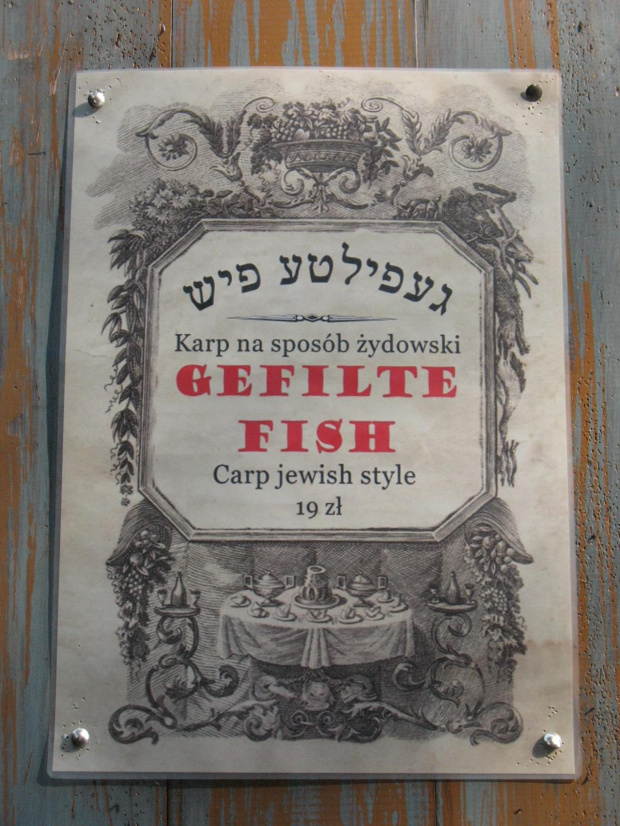 געפילטע פיש
Karp na sposób żydowski
GEFILTE
FISH
Carp jewish style
19 zł